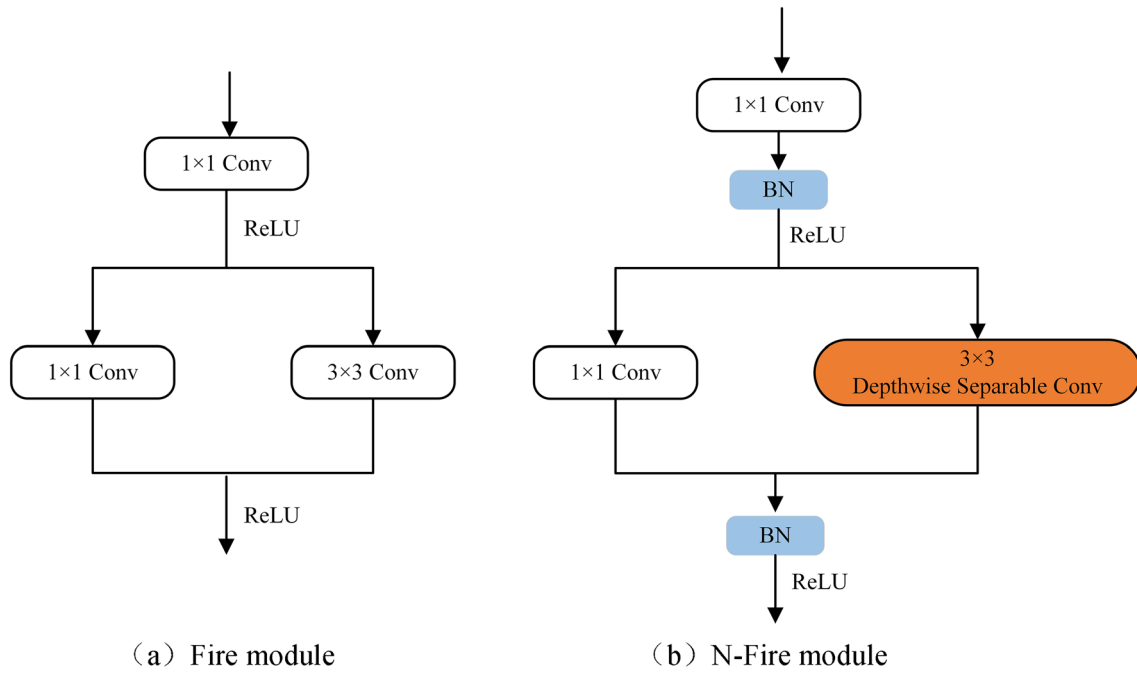 1×1 Conv
ReLU
1×1 Conv
3×3 Conv
ReLU
（a）Fire module
1×1 Conv
BN
ReLU
1×1 Conv
3×3
Depthwise Separable Conv
BN
ReLU
（b）N-Fire module